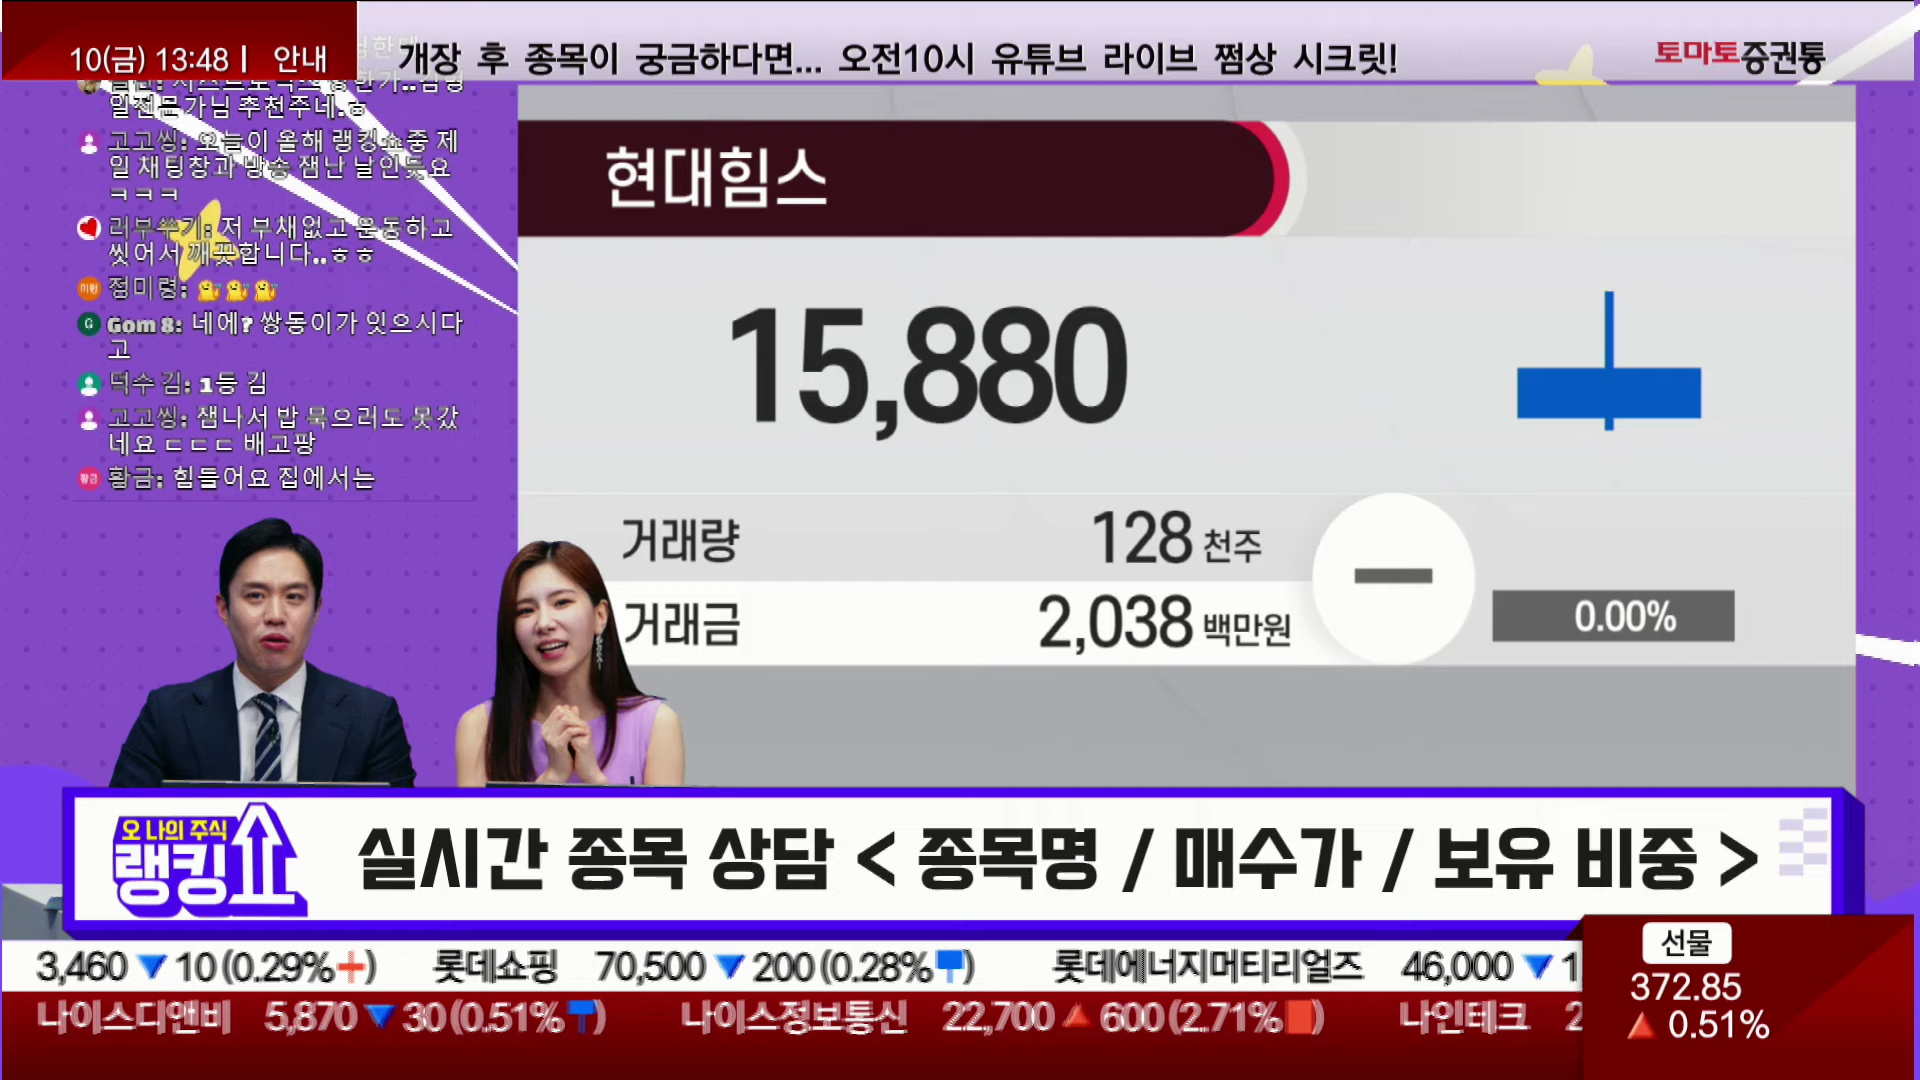 10(금) 13:48 | 안내
개장 후 종목이 궁금하다면... 오전10시 유튜브 라이브 쩜상 시크릿!
토마토증권통
일전문가님 추천주네.ㅎ
고고씽: 오늘이 올해 랭킹쇼중 제
일 채팅창과 방송 잼난 날인듯요
ㅋㅋㅋ
리부쑤기: 저 부채없고 운동하고
씻어서 깨끗합니다..ㅎㅎ
정미령:
Gom 8: 네에? 쌍둥이가 잇으시다
고
덕수 김: 1등 김
고고씽: 잼나서 밥 묵으러도 못갔
네요 ㄷㄷㄷ 배고팡
황금: 힘들어요 집에서는
현대힘스
15,880
거래량 128 천주
거래금 2,038 백만원
0.00%
오 나의 주식
랭킹쇼
실시간 종목 상담 < 종목명 / 매수가 / 보유 비중 >
3,460 ▼ 10 (0.29%+) 롯데쇼핑 70,500 ▼ 200 (0.28%) 롯데에너지머티리얼즈 46,000 ▼ 1
나이스디앤비 5,870 ▼ 30 (0.51%) 나이스정보통신 22,700 ▲ 600 (2.71%) 나인테크 2
선물
372.85
▲ 0.51%